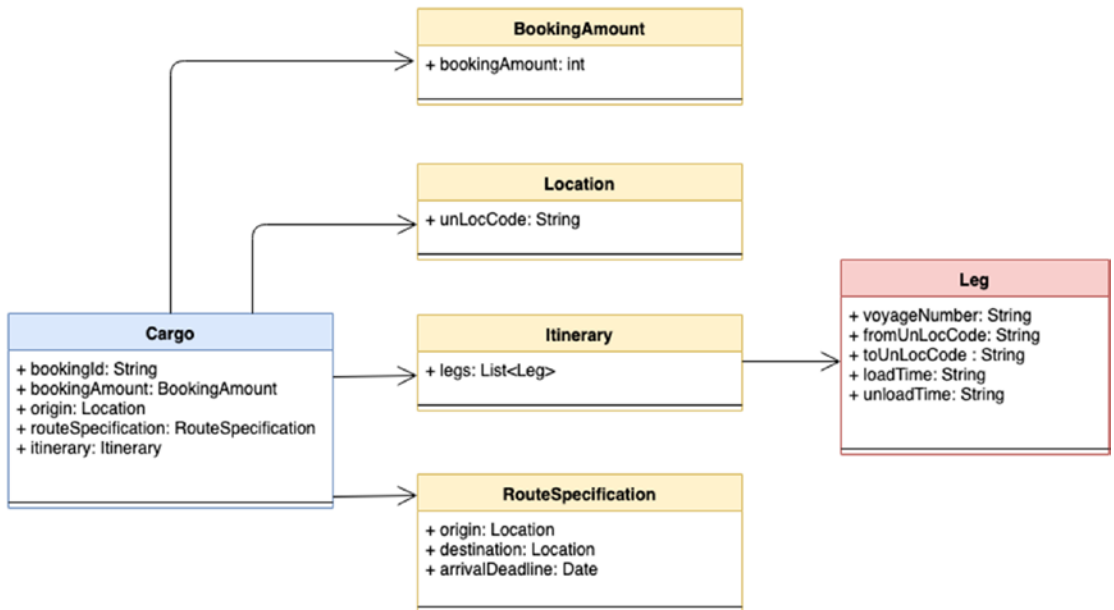 BookingAmount
+ bookingAmount: int
Location
+ unLocCode: String
Cargo
+ bookingId: String
+ bookingAmount: BookingAmount
+ origin: Location
+ routeSpecification: RouteSpecification
+ itinerary: Itinerary
Itinerary
+ legs: List<Leg>
Leg
+ voyageNumber: String
+ fromUnLocCode: String
+ toUnLocCode : String
+ loadTime: String
+ unloadTime: String
RouteSpecification
+ origin: Location
+ destination: Location
+ arrivalDeadline: Date